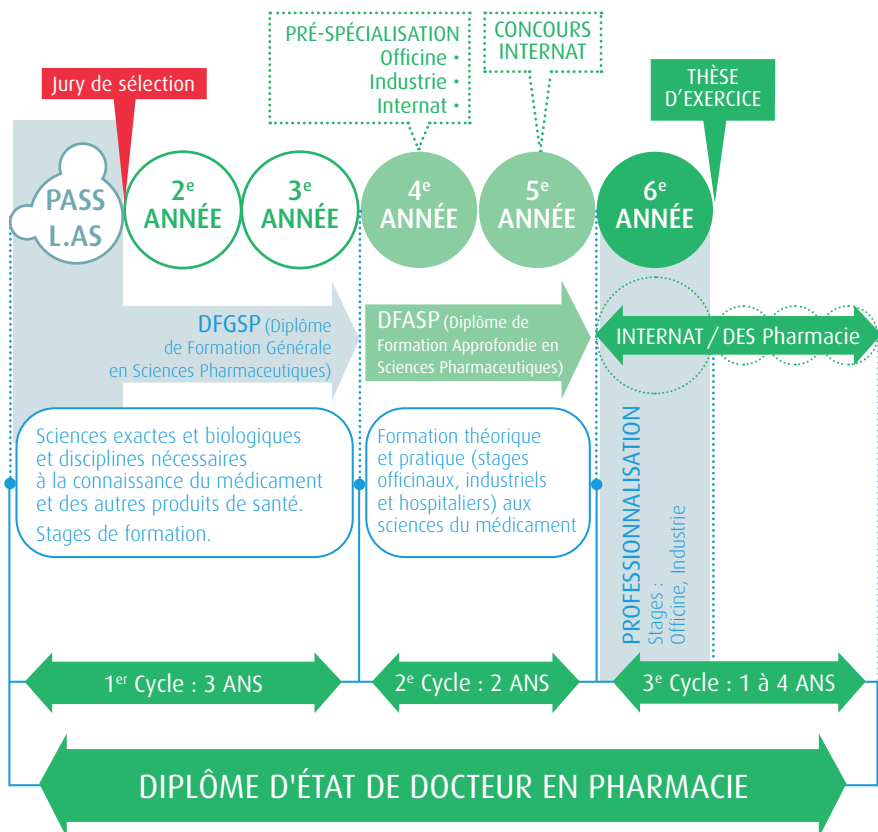 PRÉ-SPÉCIALISATION
Officine •
Industrie •
Internat •
CONCOURS
INTERNAT
Jury de sélection
THÈSE
D'EXERCICE
PASS
L.AS
2e
ANNÉE
3e
ANNÉE
4e
ANNÉE
5e
ANNÉE
6e
ANNÉE
DFGSP (Diplôme
de Formation Générale
en Sciences Pharmaceutiques)
DFASP (Diplôme de
Formation Approfondie en
Sciences Pharmaceutiques)
INTERNAT / DES Pharmacie
Sciences exactes et biologiques
et disciplines nécessaires
à la connaissance du médicament
et des autres produits de santé.
Stages de formation.
Formation théorique
et pratique (stages
officinaux, industriels
et hospitaliers) aux
sciences du médicament
PROFESSIONNALISATION
Stages :
Officine, Industrie
1er Cycle : 3 ANS
2e Cycle : 2 ANS
3e Cycle : 1 à 4 ANS
DIPLÔME D'ÉTAT DE DOCTEUR EN PHARMACIE